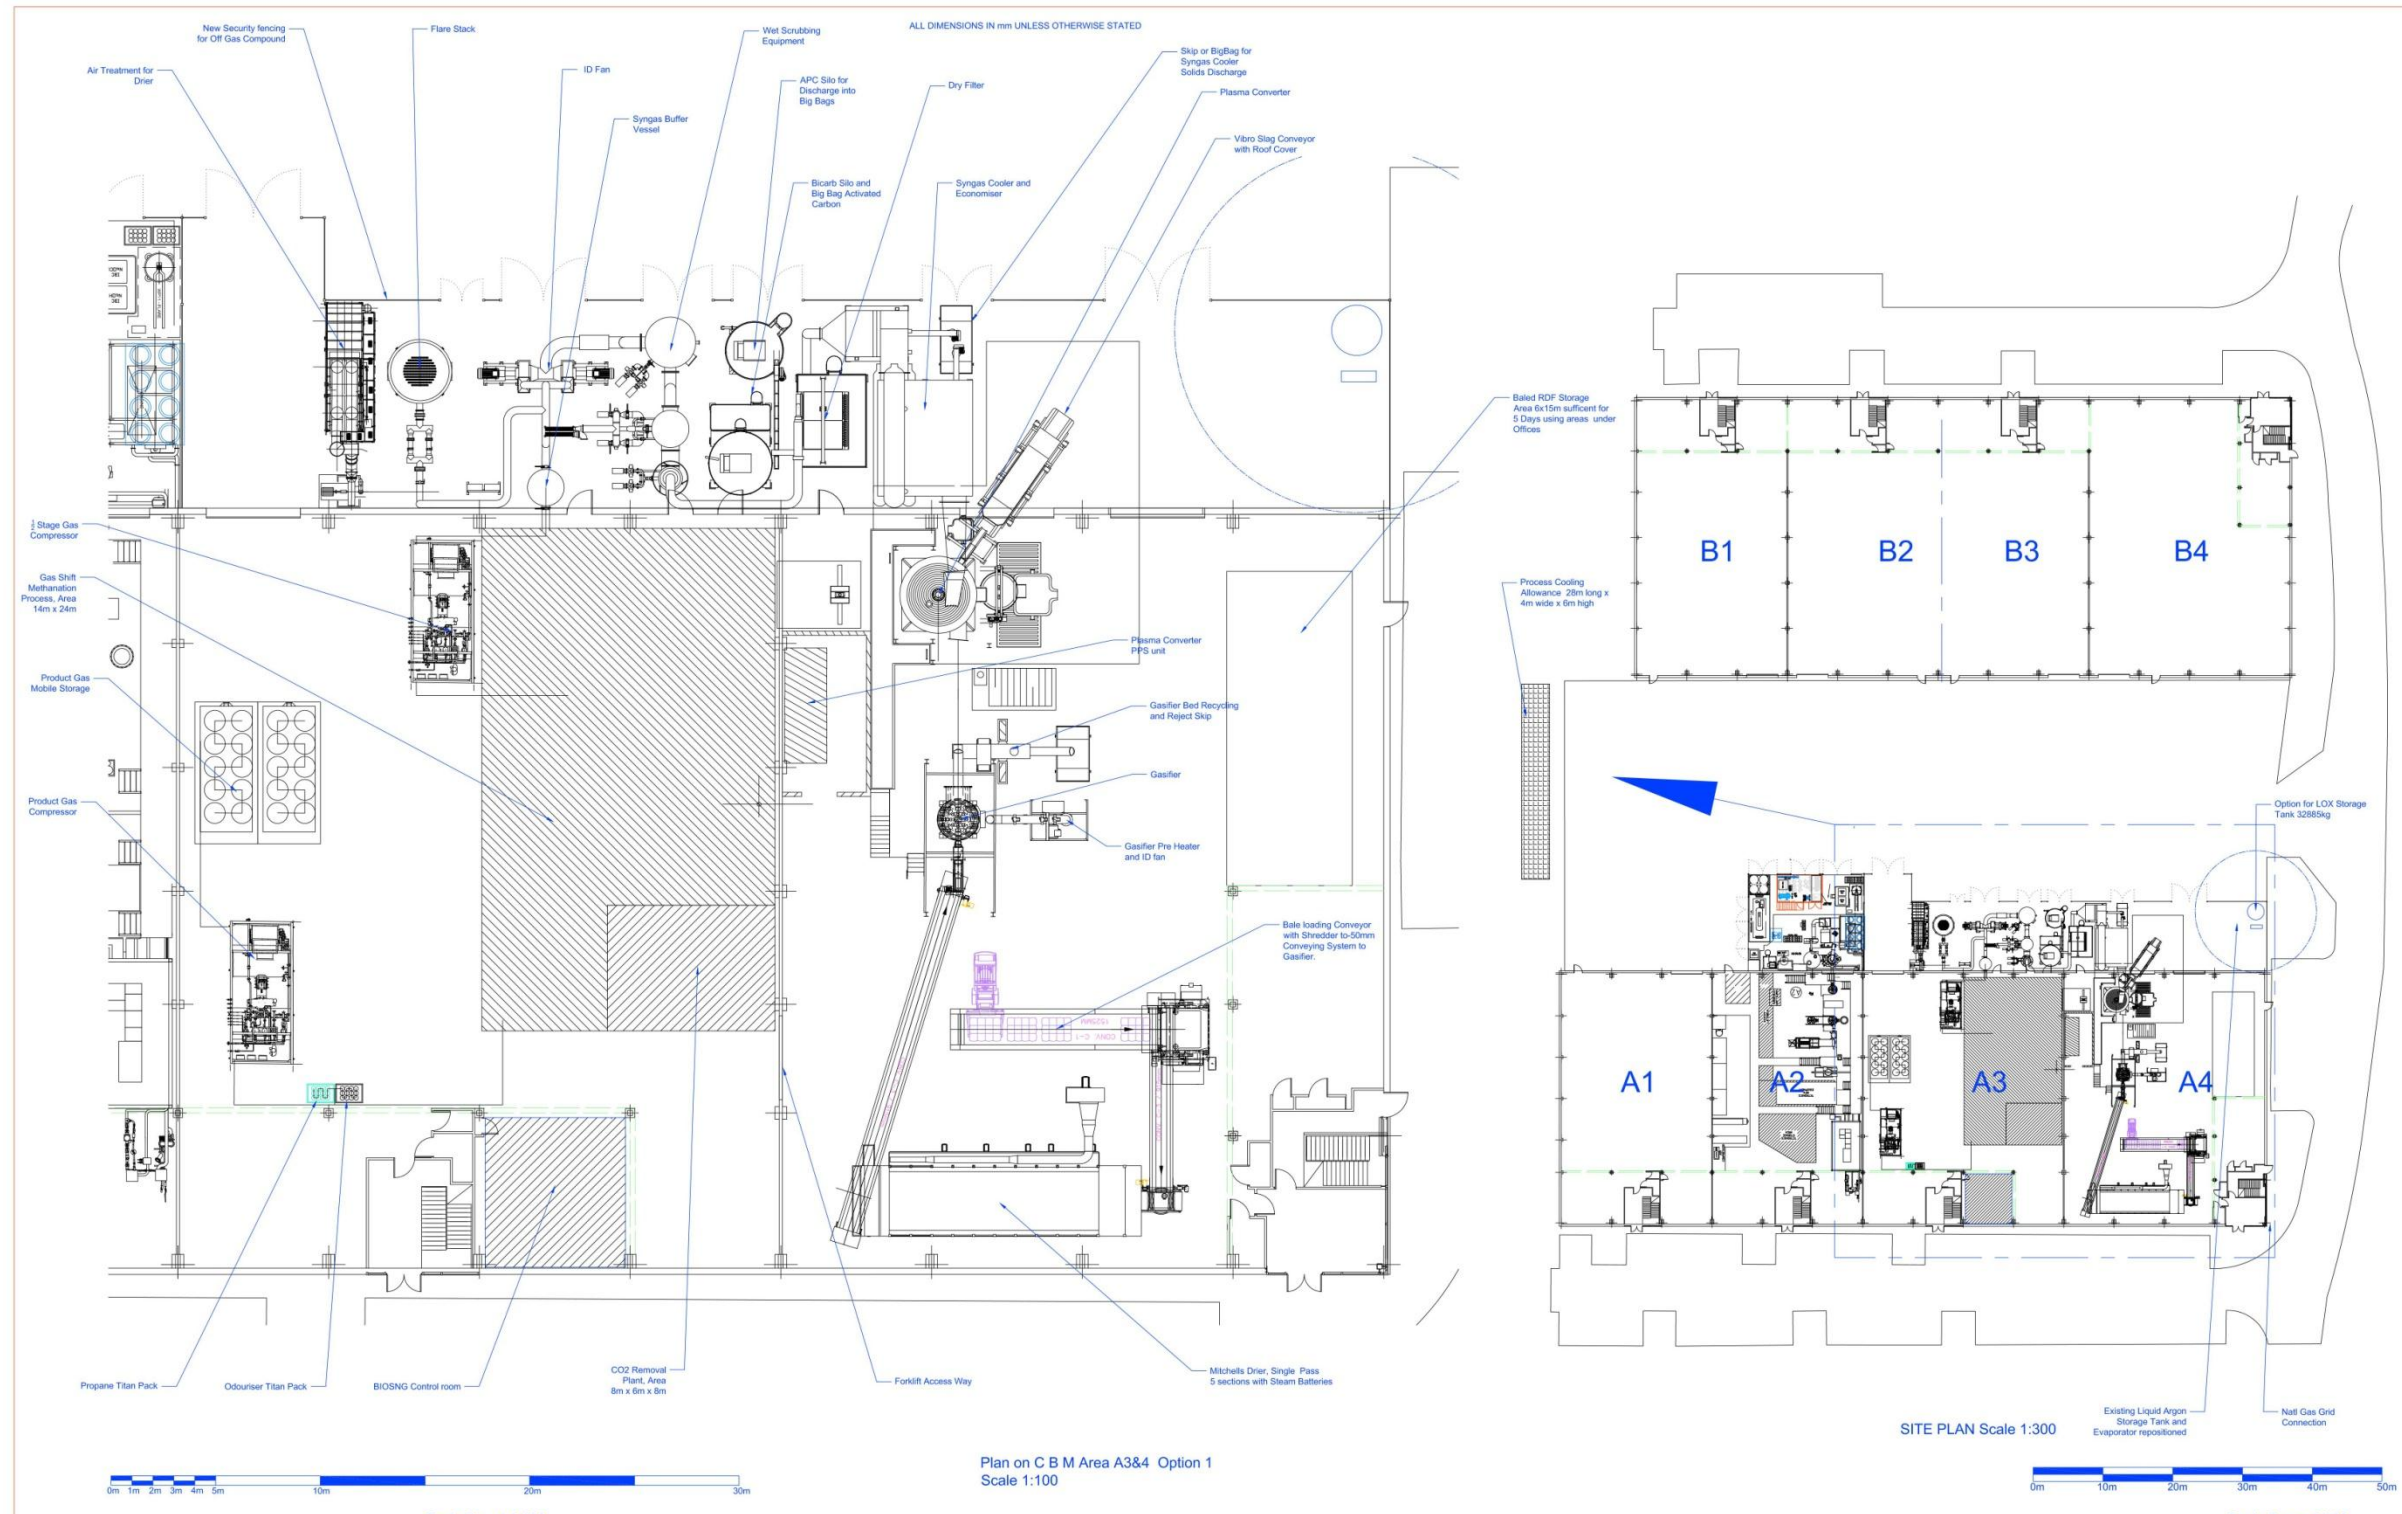 ALL DIMENSIONS IN mm UNLESS OTHERWISE STATED
New Security fencing
for Off Gas Compound
Flare Stack
Wet Scrubbing
Equipment
Skip or BigBag for
Syngas Cooler
Solids Discharge
Air Treatment for
Drier
ID Fan
APC Silo for
Discharge into
Big Bags
Dry Filter
Plasma Converter
Syngas Buffer
Vessel
Vibro Slag Conveyor
with Roof Cover
Bicarb Silo and
Big Bag Activated
Carbon
Syngas Cooler and
Economiser
Baled RDF Storage
Area 6x15m sufficent for
5 Days using areas under
Offices
Stage Gas
Compressor
Gas Shift
Methanation
Process, Area
14m x 24m
Process Cooling
Allowance 28m long x
4m wide x 6m high
Plasma Converter
PPS unit
Product Gas
Mobile Storage
Gasifier Bed Recycling
and Reject Skip
Gasifier
Product Gas
Compressor
Gasifier Pre Heater
and ID fan
Bale loading Conveyor
with Shredder to-50mm
Conveying System to
Gasifier.
CONV. C-1
1525MM
Propane Titan Pack
Odouriser Titan Pack
BIOSNG Control room
CO2 Removal
Plant, Area
8m x 6m x 8m
Forklift Access Way
Mitchells Drier, Single Pass
5 sections with Steam Batteries
B1
B2
B3
B4
Option for LOX Storage
Tank 32885kg
A1
A2
A3
A4
Existing Liquid Argon
Storage Tank and
Evaporator repositioned
Natl Gas Grid
Connection
SITE PLAN Scale 1:300
Plan on C B M Area A3&4 Option 1
Scale 1:100
0m 1m 2m 3m 4m 5m 10m 20m 30m
0m 10m 20m 30m 40m 50m